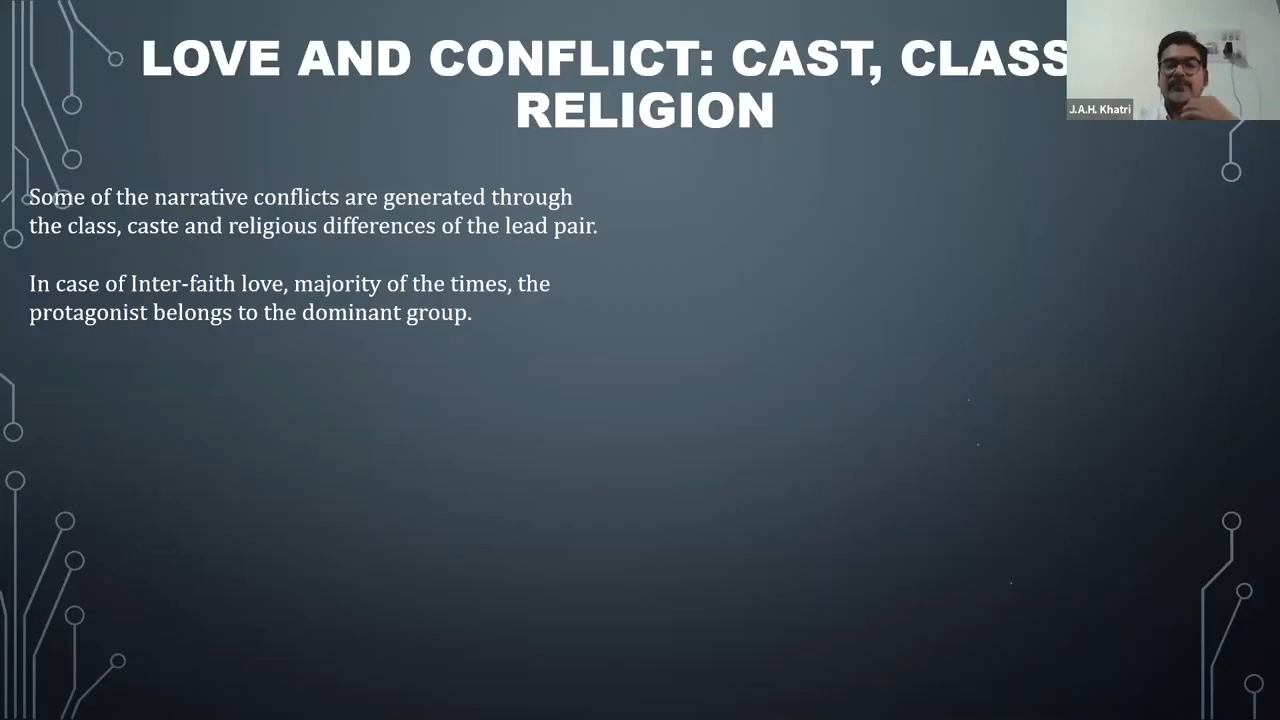 LOVE AND CONFLICT: CAST, CLASS
RELIGION
J.A.H. Khatri
Some of the narrative conflicts are generated through
the class, caste and religious differences of the lead pair.
In case of Inter-faith love, majority of the times, the
protagonist belongs to the dominant group.